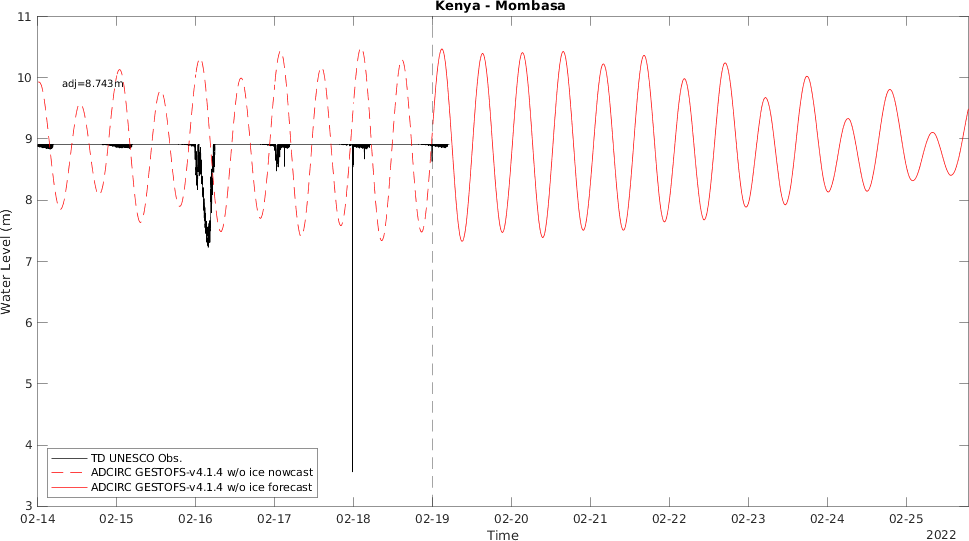 Kenya - Mombasa
11
10
9
8
7
6
5
4
3
Water Level (m)
adj=8.743m
TD UNESCO Obs.
ADCIRC GESTOFS-v4.1.4 w/o ice nowcast
ADCIRC GESTOFS-v4.1.4 w/o ice forecast
02-14 02-15 02-16 02-17 02-18 02-19 02-20 02-21 02-22 02-23 02-24 02-25
Time
2022